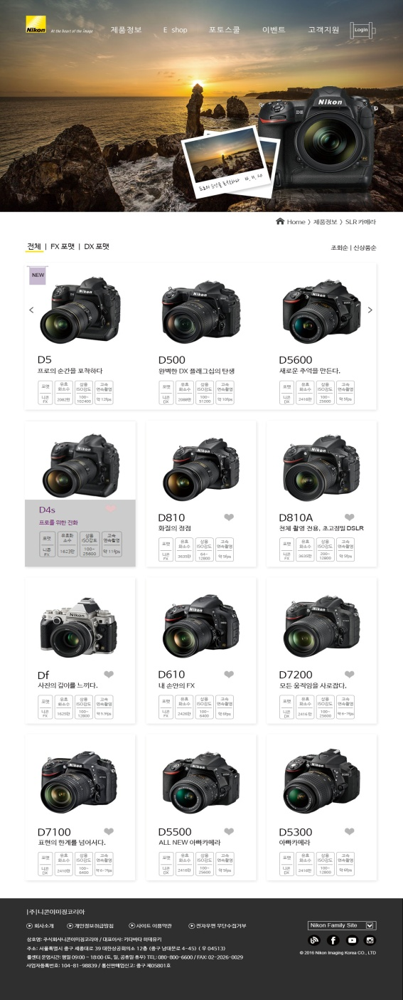 Nikon At the heart of the image 제품정보 E shop 포토스쿨 이벤트 고객지원 Login
Nikon
D5
FX
프로의 순간을 포착하다 16. 11. 20
Home > 제품정보 > SLR 카메라
전체 | FX 포맷 | DX 포맷
조회순 | 신상품순
NEW
< >
D5
프로의 순간을 포착하다
포맷 유효 화소수 상용 ISO감도 고속 연속촬영
니콘 FX 2082만 100~ 102400 약 12fps
D500
완벽한 DX 플래그십의 탄생
포맷 유효 화소수 상용 ISO감도 고속 연속촬영
니콘 DX 2088만 100~ 51200 약 10fps
D5600
새로운 추억을 만든다.
포맷 유효 화소수 상용 ISO감도 고속 연속촬영
니콘 DX 2416만 100~ 25600 약 5fps
D4s
프로를 위한 진화
포맷 유효화 소수 상용 ISO감도 고속 연속촬영
니콘 FX 1623만 100~ 25600 약 11fps
D810
화질의 정점
포맷 유효 화소수 상용 ISO감도 고속 연속촬영
니콘 FX 3635만 64~ 12800 약 5fps
D810A
천체 촬영 전용, 초고정밀 DSLR
포맷 유효 화소수 상용 ISO감도 고속 연속촬영
니콘 FX 3635만 200~ 12800 약 5fps
Df
사진의 깊이를 느끼다.
포맷 유효 화소수 상용 ISO감도 고속 연속촬영
니콘 FX 1625만 100~ 12800 약 5.5fps
D610
내 손안의 FX
포맷 유효 화소수 상용 ISO감도 고속 연속촬영
니콘 FX 2426만 100~ 6400 약 6fps
D7200
모든 움직임을 사로잡다.
포맷 유효 화소수 상용 ISO감도 고속 연속촬영
니콘 DX 2416만 100~ 25600 약 6~7fps
D7100
표현의 한계를 넘어서다.
포맷 유효 화소수 상용 ISO감도 고속 연속촬영
니콘 DX 2410만 100~ 6400 약 6~7fps
D5500
ALL NEW 아빠카메라
포맷 유효 화소수 상용 ISO감도 고속 연속촬영
니콘 DX 2416만 100~ 25600 약 5fps
D5300
아빠카메라
포맷 유효 화소수 상용 ISO감도 고속 연속촬영
니콘 DX 2416만 100~ 12800 약 6fps
|주|니콘이미징코리아
회사소개 개인정보취급방침 사이트 이용약관 전자우편 무단수집거부
Nikon Family Site
상호명: 주식회사니콘이미징코리아 / 대표이사: 키타바타 히데유키
주소: 서울특별시 중구 세종대로 39 대한상공회의소 12층 (중구 남대문로 4-45) ( 우 04513)
콜센터 운영시간: 평일 09:00 ~ 18:00 (토, 일, 공휴일 휴무) TEL: 080-800-6600 / FAX: 02-2026-0029
사업자등록번호: 104-81-98839 / 통신판매업신고: 중구 제05801호
© 2016 Nikon Imaging Korea CO., LTD